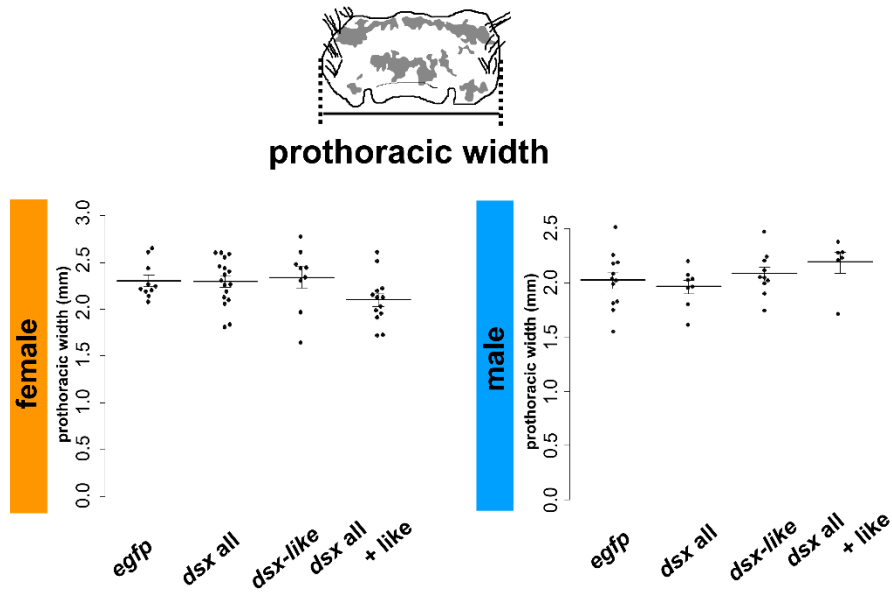 prothoracic width
female
prothoracic width (mm)
3.0
2.5
2.0
1.5
1.0
0.5
0.0
egfp
dsx all
dsx-like
dsx all
+ like
male
prothoracic width (mm)
2.5
2.0
1.5
1.0
0.5
0.0
egfp
dsx all
dsx-like
dsx all
+ like